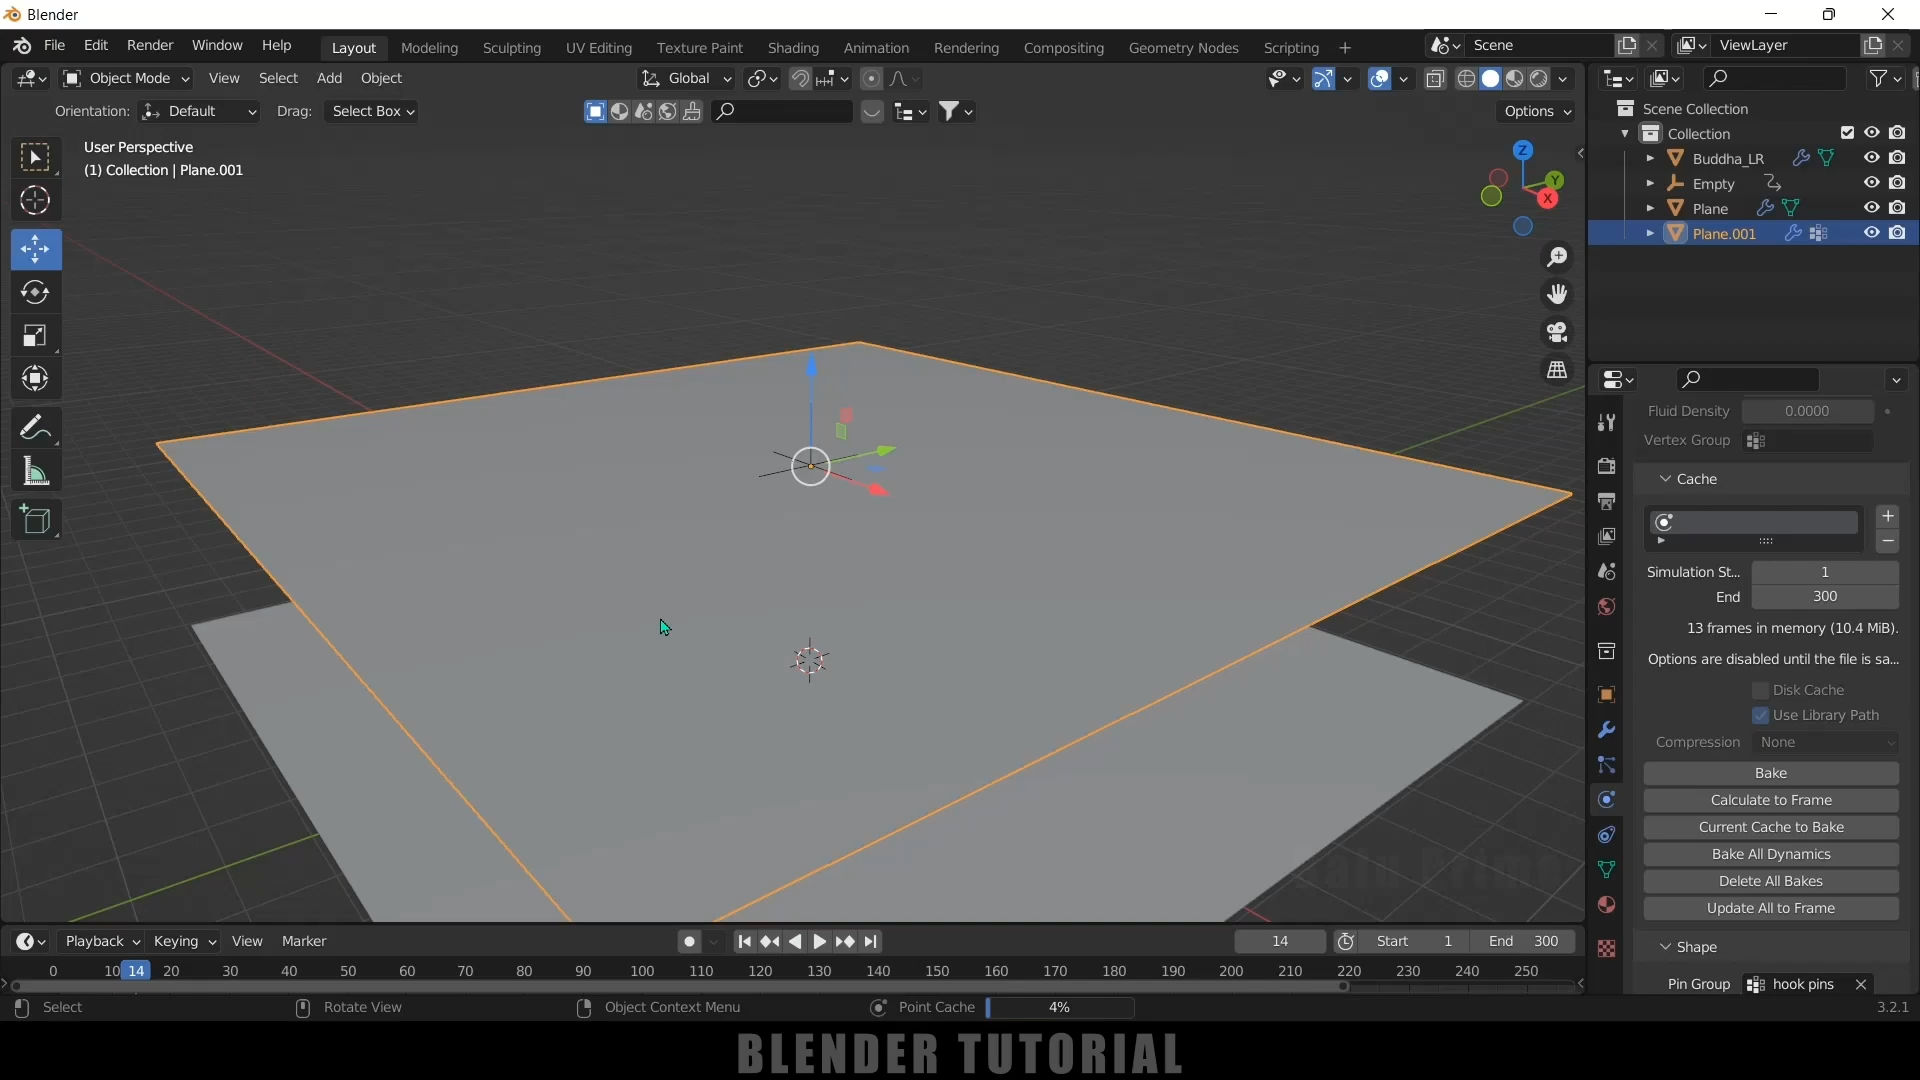 Blender
File Edit Render Window Help Layout Modeling Sculpting UV Editing Texture Paint Shading Animation Rendering Compositing Geometry Nodes Scripting + Scene ViewLayer
Object Mode View Select Add Object Global
Orientation: Default Drag: Select Box Options
User Perspective
(1) Collection | Plane.001
Z
Y
X
Scene Collection
Collection
Buddha_LR
Empty
Plane
Plane.001
Fluid Density 0.0000
Vertex Group
Cache
Simulation St... 1
End 300
13 frames in memory (10.4 MiB).
Options are disabled until the file is sa...
Disk Cache
Use Library Path
Compression None
Bake
Calculate to Frame
Current Cache to Bake
Bake All Dynamics
Delete All Bakes
Update All to Frame
Shape
Pin Group hook pins
Playback Keying View Marker 14 Start 1 End 300
0 10 14 20 30 40 50 60 70 80 90 100 110 120 130 140 150 160 170 180 190 200 210 220 230 240 250
Select Rotate View Object Context Menu Point Cache 4% 3.2.1
BLENDER TUTORIAL